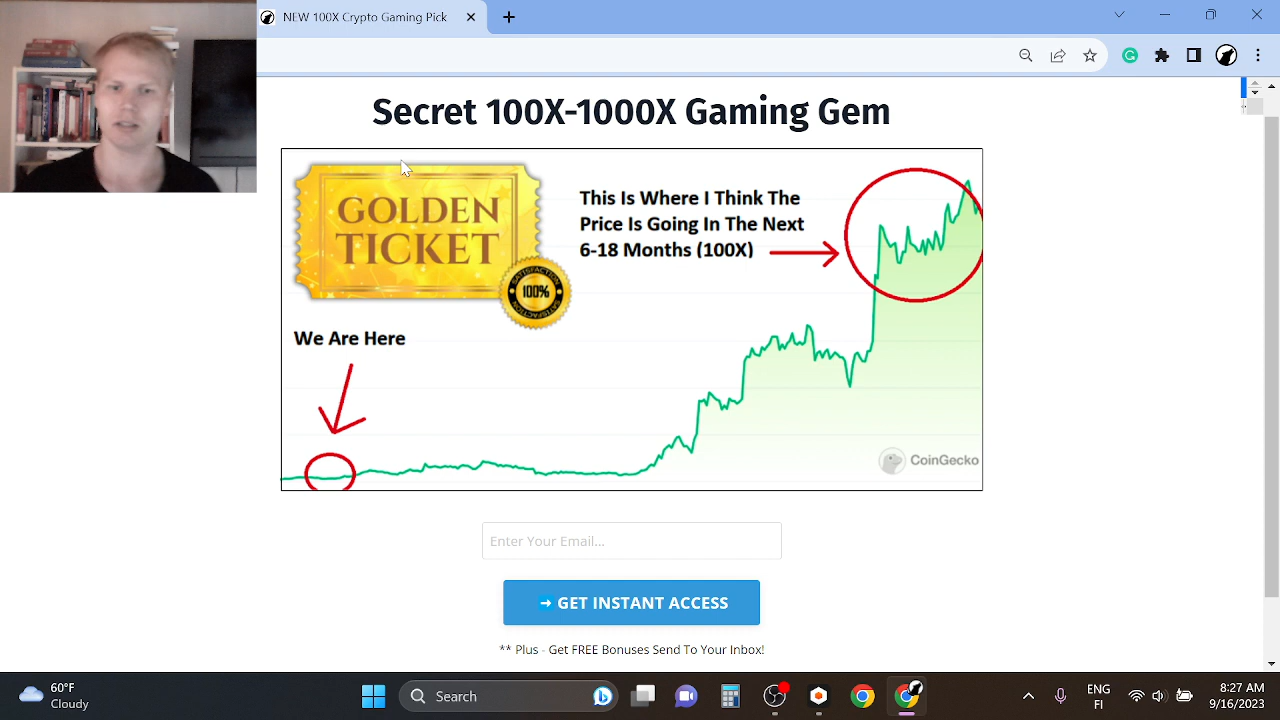 NEW 100X Crypto Gaming Pick
Secret 100X-1000X Gaming Gem
GOLDEN
TICKET
SATISFACTION
100%
SATISFACTION
This Is Where I Think The
Price Is Going In The Next
6-18 Months (100X)
We Are Here
CoinGecko
Enter Your Email...
GET INSTANT ACCESS
** Plus - Get FREE Bonuses Send To Your Inbox!
60°F
Cloudy
Search
ENG
FI
8:27 AM
9/16/2023